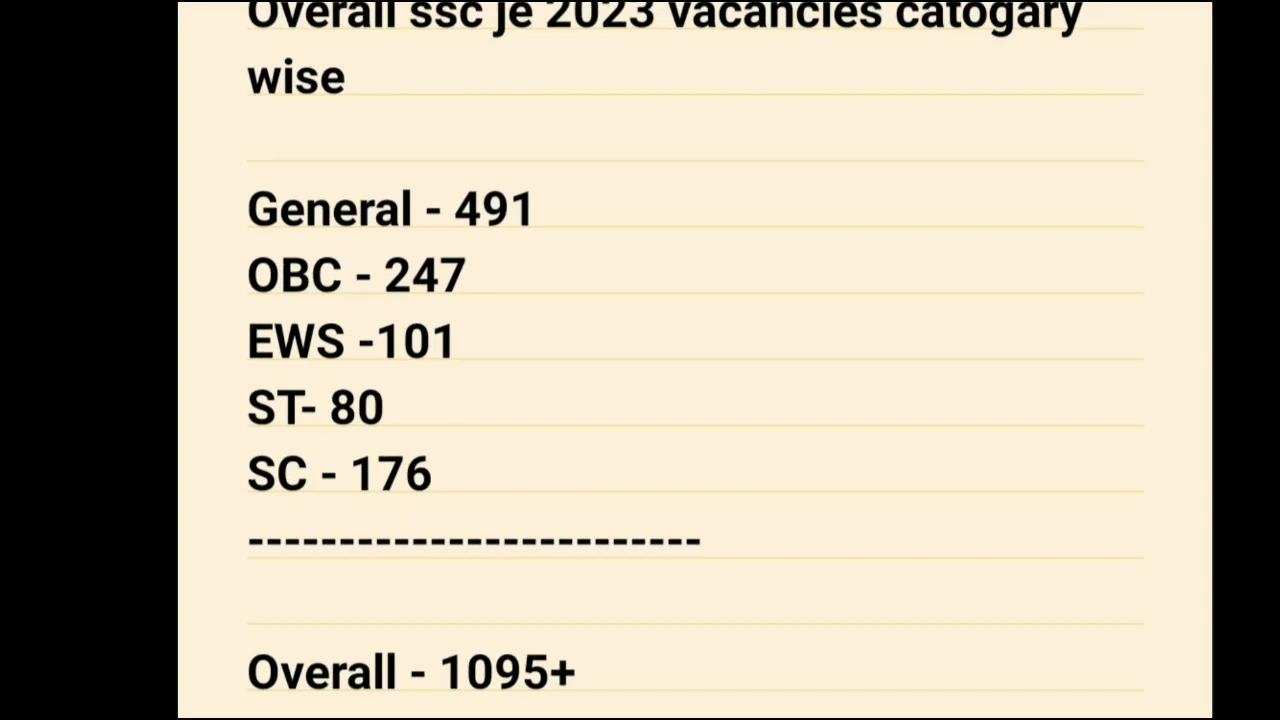 Overall ssc je 2023 vacancies catogary
wise
General - 491
OBC - 247
EWS -101
ST- 80
SC - 176
-------------------------
Overall - 1095+